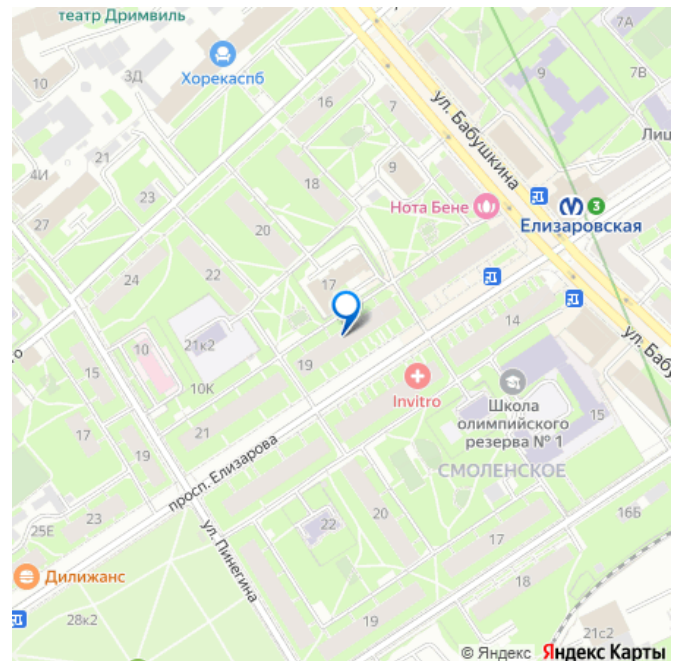 театр Дримвиль
7А
Хорекаспб
3Д
10
9
7В
16
7
ул. Бабушкина
Лиц
21
4И
9
18
23
Нота Бене
3
Елизаровская
27
20
22
24
17
14
ул. Бабу
21к2
о
10
19
15
10К
Invitro
Школа
олимпийского
резерва № 1
15
21
17
просп. Елизарова
СМОЛЕНСКОЕ
19
25Е
23
20
16Б
22
ул. Пинегина
17
Дилижанс
18
28к2
19
21с2
© Яндекс Яндекс Карты